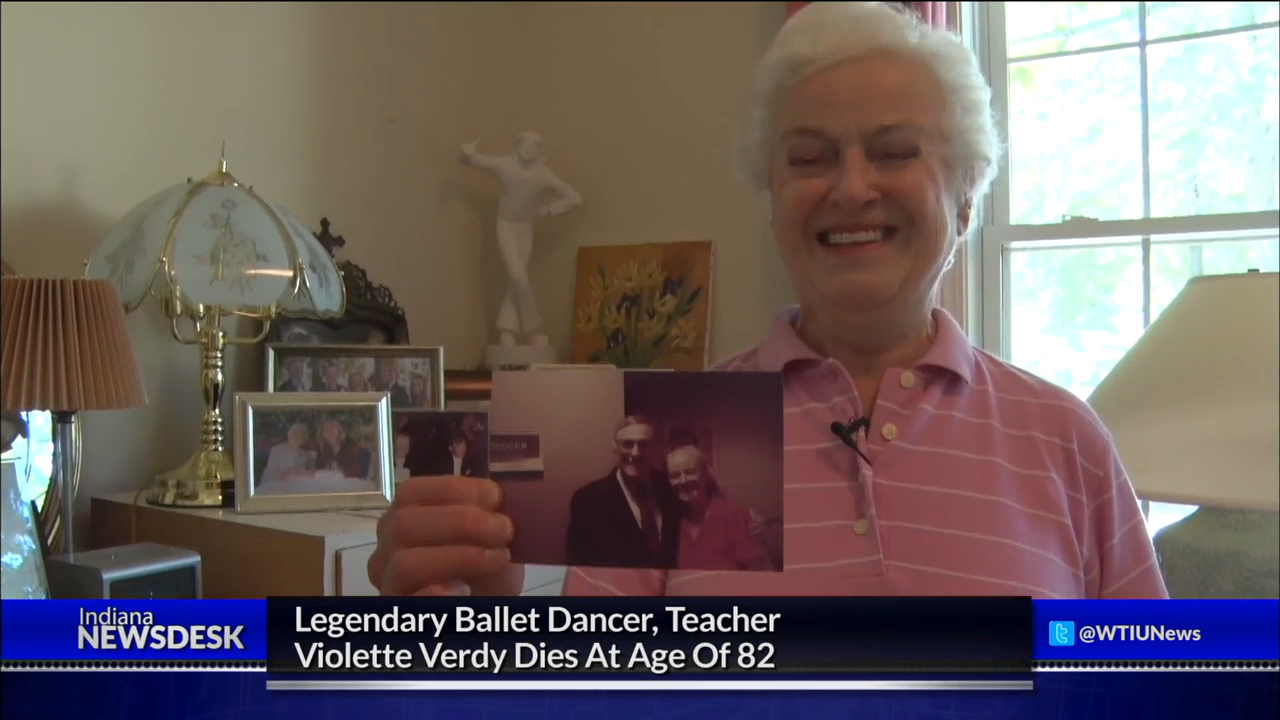 Indiana
NEWSDESK
Legendary Ballet Dancer, Teacher
Violette Verdy Dies At Age Of 82
@WTIUNews